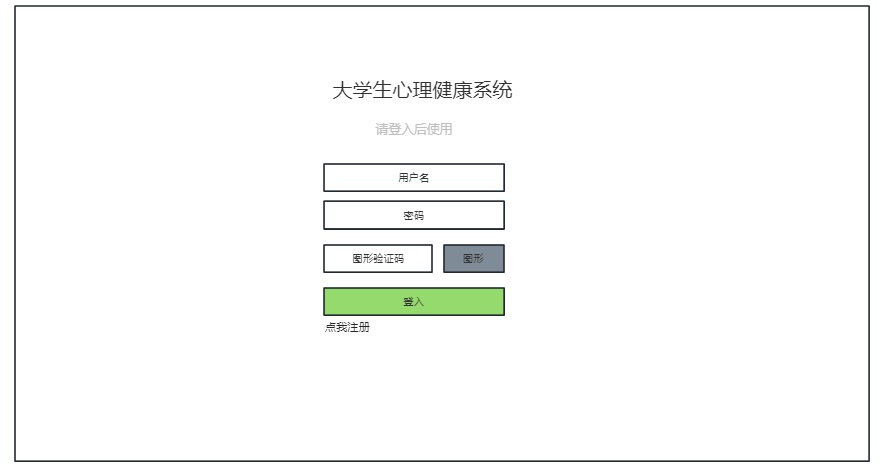 大学生心理健康系统
请登入后使用
用户名
密码
图形验证码 图形
登入
点我注册